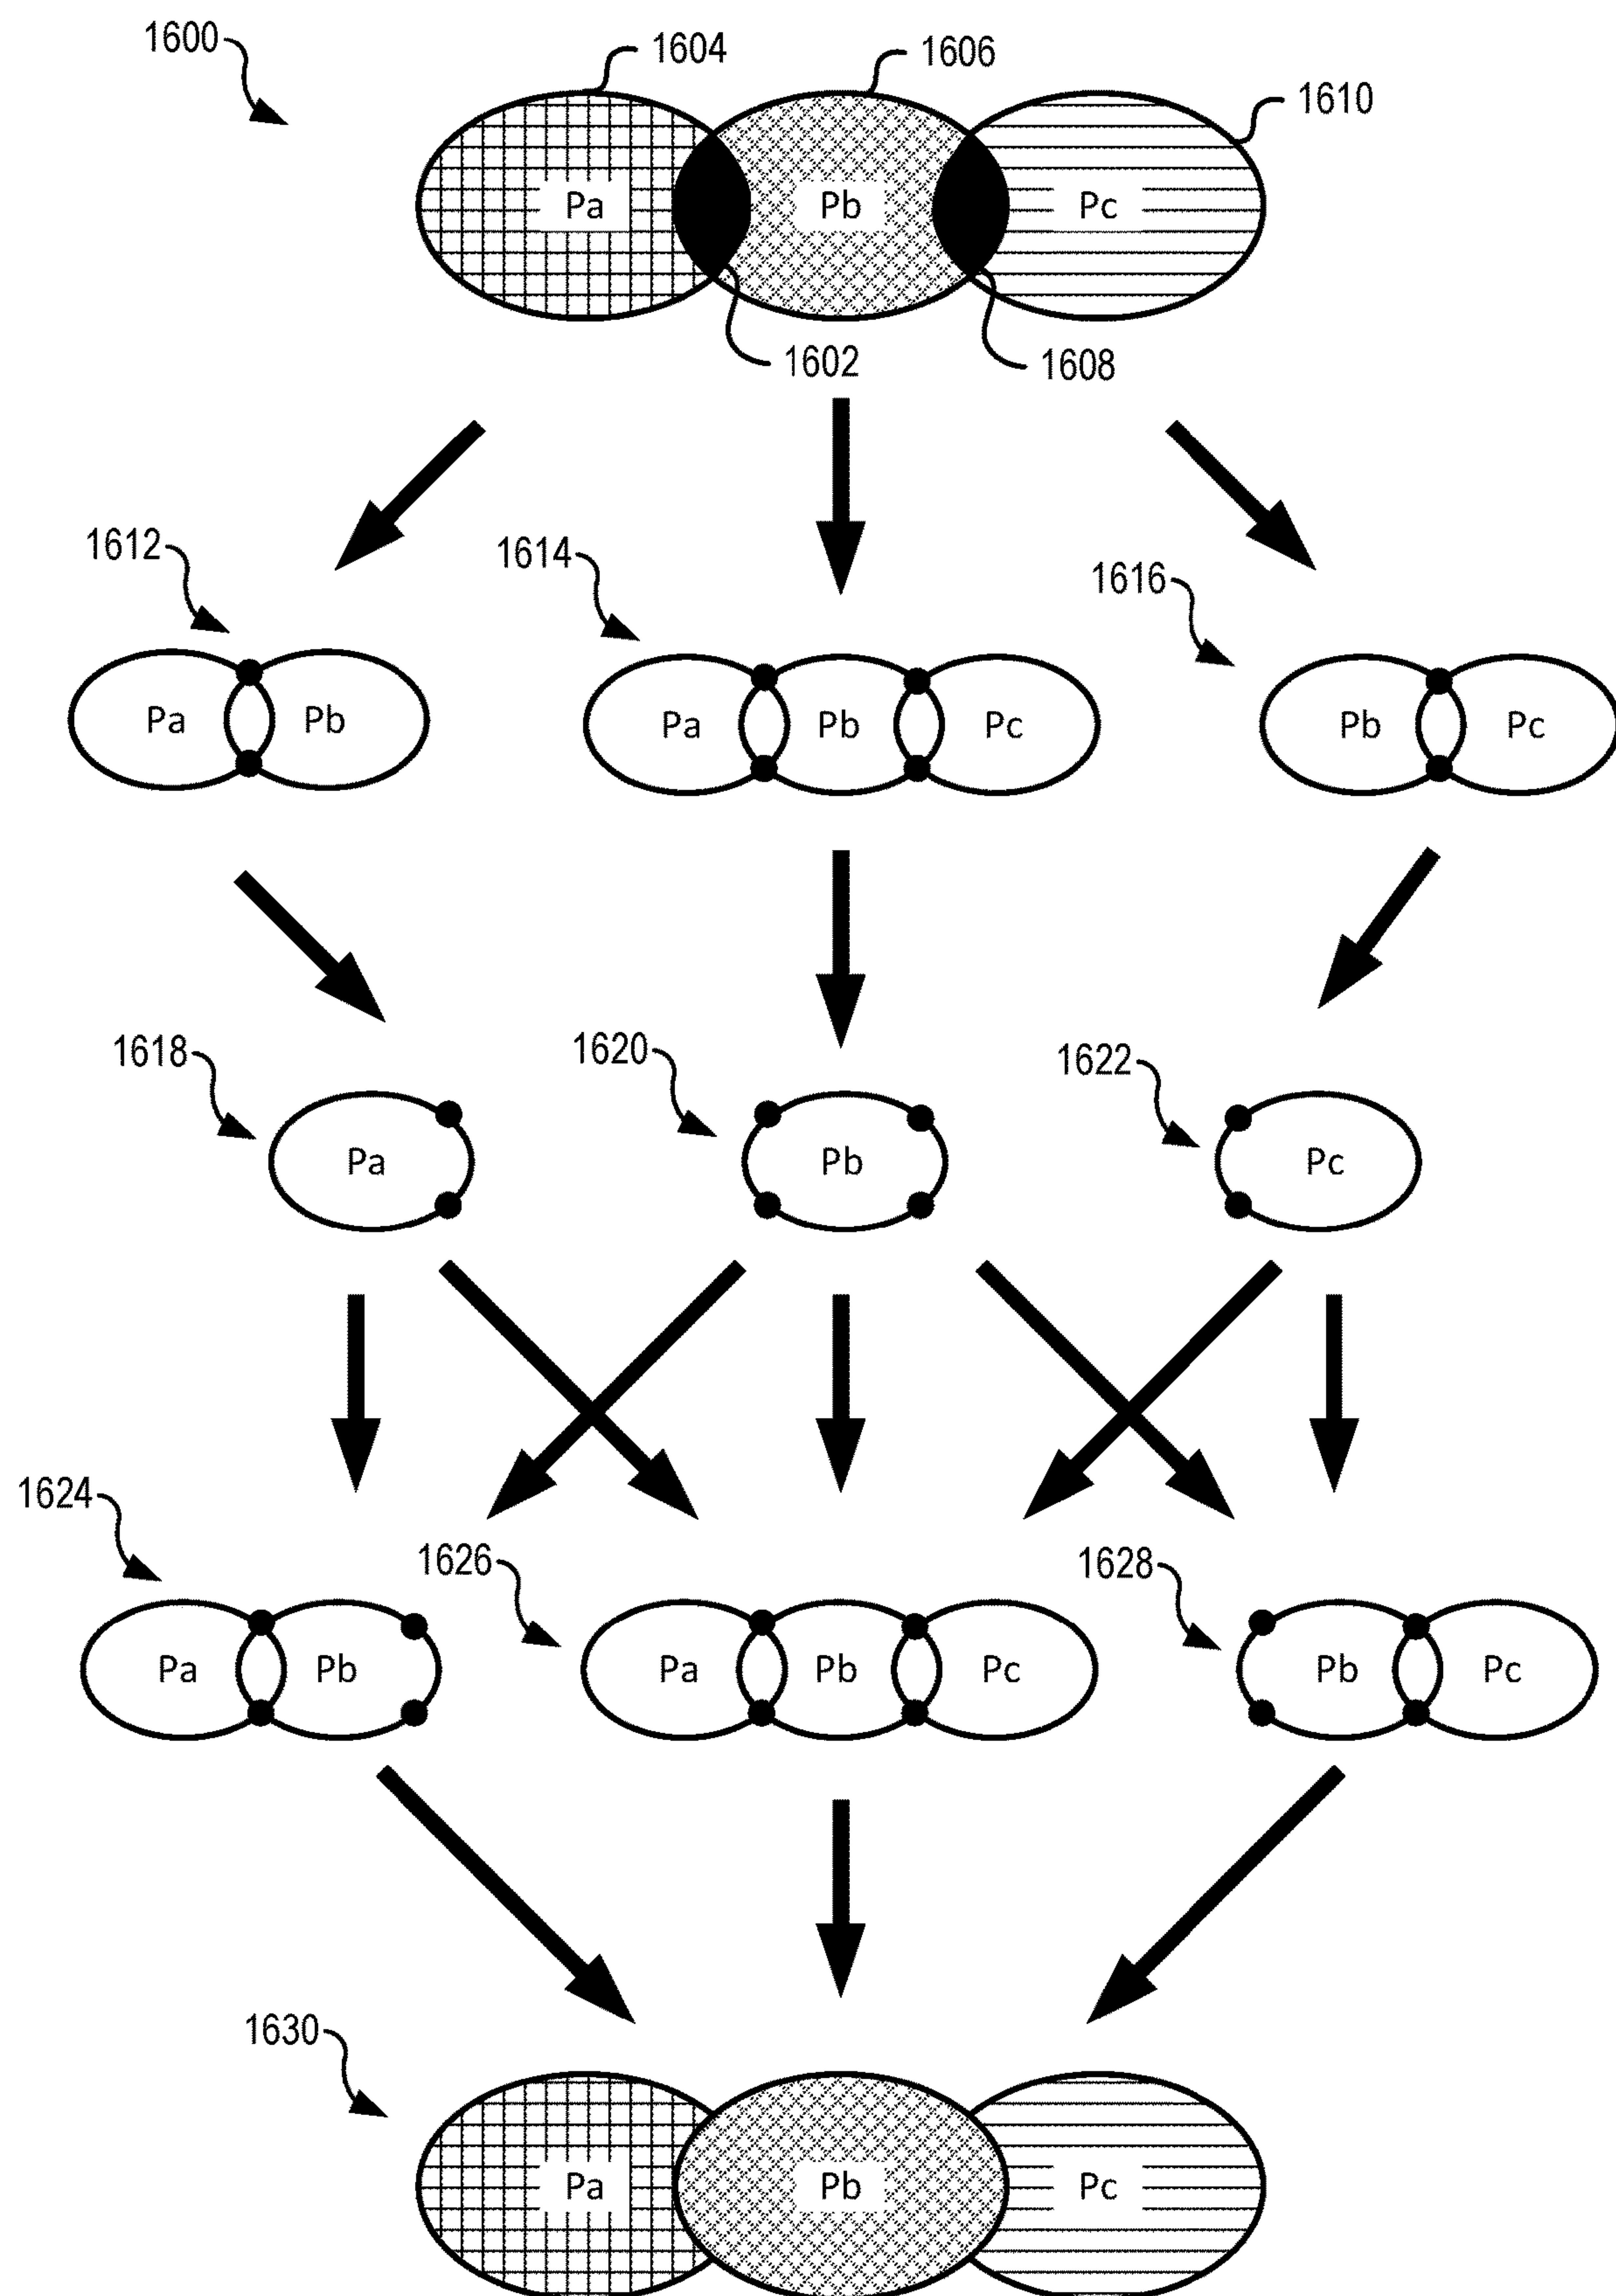 1600 1604 1606 1610
Pa Pb Pc
1602 1608
1612 1614 1616
Pa Pb Pa Pb Pc Pb Pc
1618 1620 1622
Pa Pb Pc
1624 1626 1628
Pa Pb Pa Pb Pc Pb Pc
1630
Pa Pb Pc